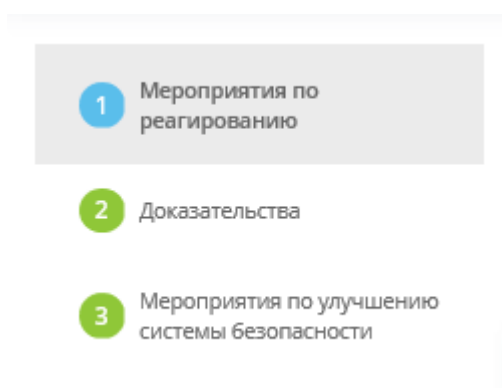 1 Мероприятия по
реагированию
2 Доказательства
3 Мероприятия по улучшению
системы безопасности